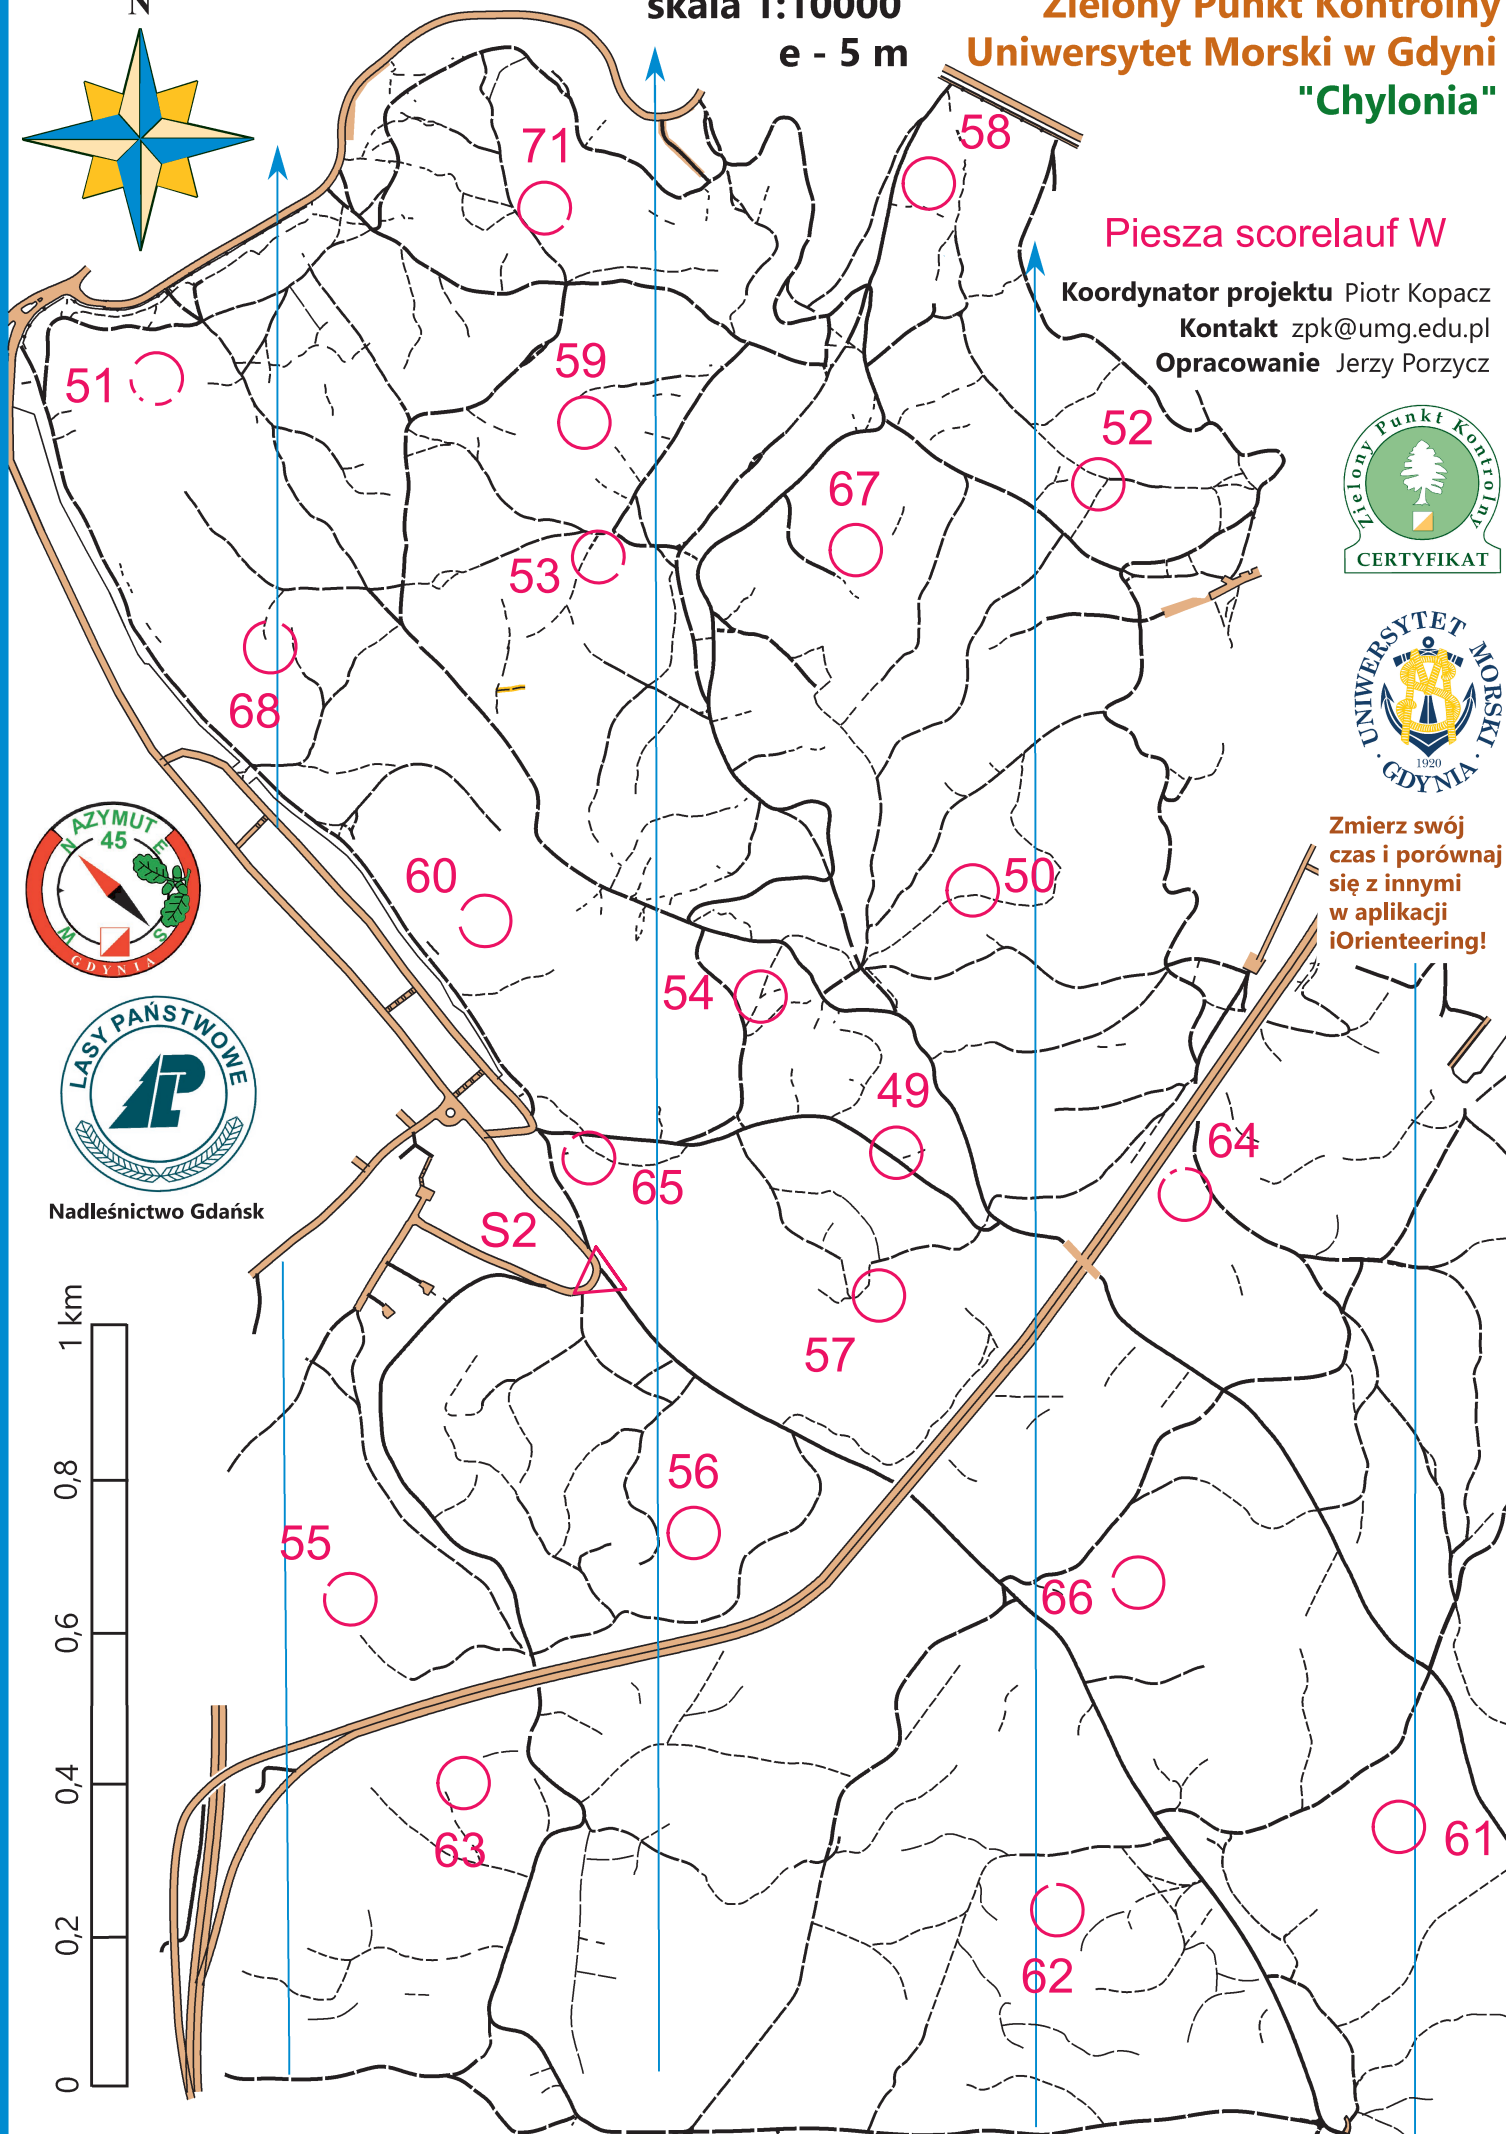 N
skala 1:10000
e - 5 m
Zielony Punkt Kontrolny
Uniwersytet Morski w Gdyni
"Chylonia"
Piesza scorelauf W
Koordynator projektu Piotr Kopacz
Kontakt zpk@umg.edu.pl
Opracowanie Jerzy Porzycz
Zielony Punkt Kontrolny
CERTYFIKAT
UNIWERSYTET MORSKI
1920
· GDYNIA ·
Zmierz swój
czas i porównaj
się z innymi
w aplikacji
iOrienteering!
AZYMUT
45
N
E
W
S
GDYNIA
LASY PAŃSTWOWE
LP
Nadleśnictwo Gdańsk
71
58
51
59
52
67
53
68
60
50
54
49
64
65
S2
57
56
55
66
63
61
62
1 km
0,8
0,6
0,4
0,2
0